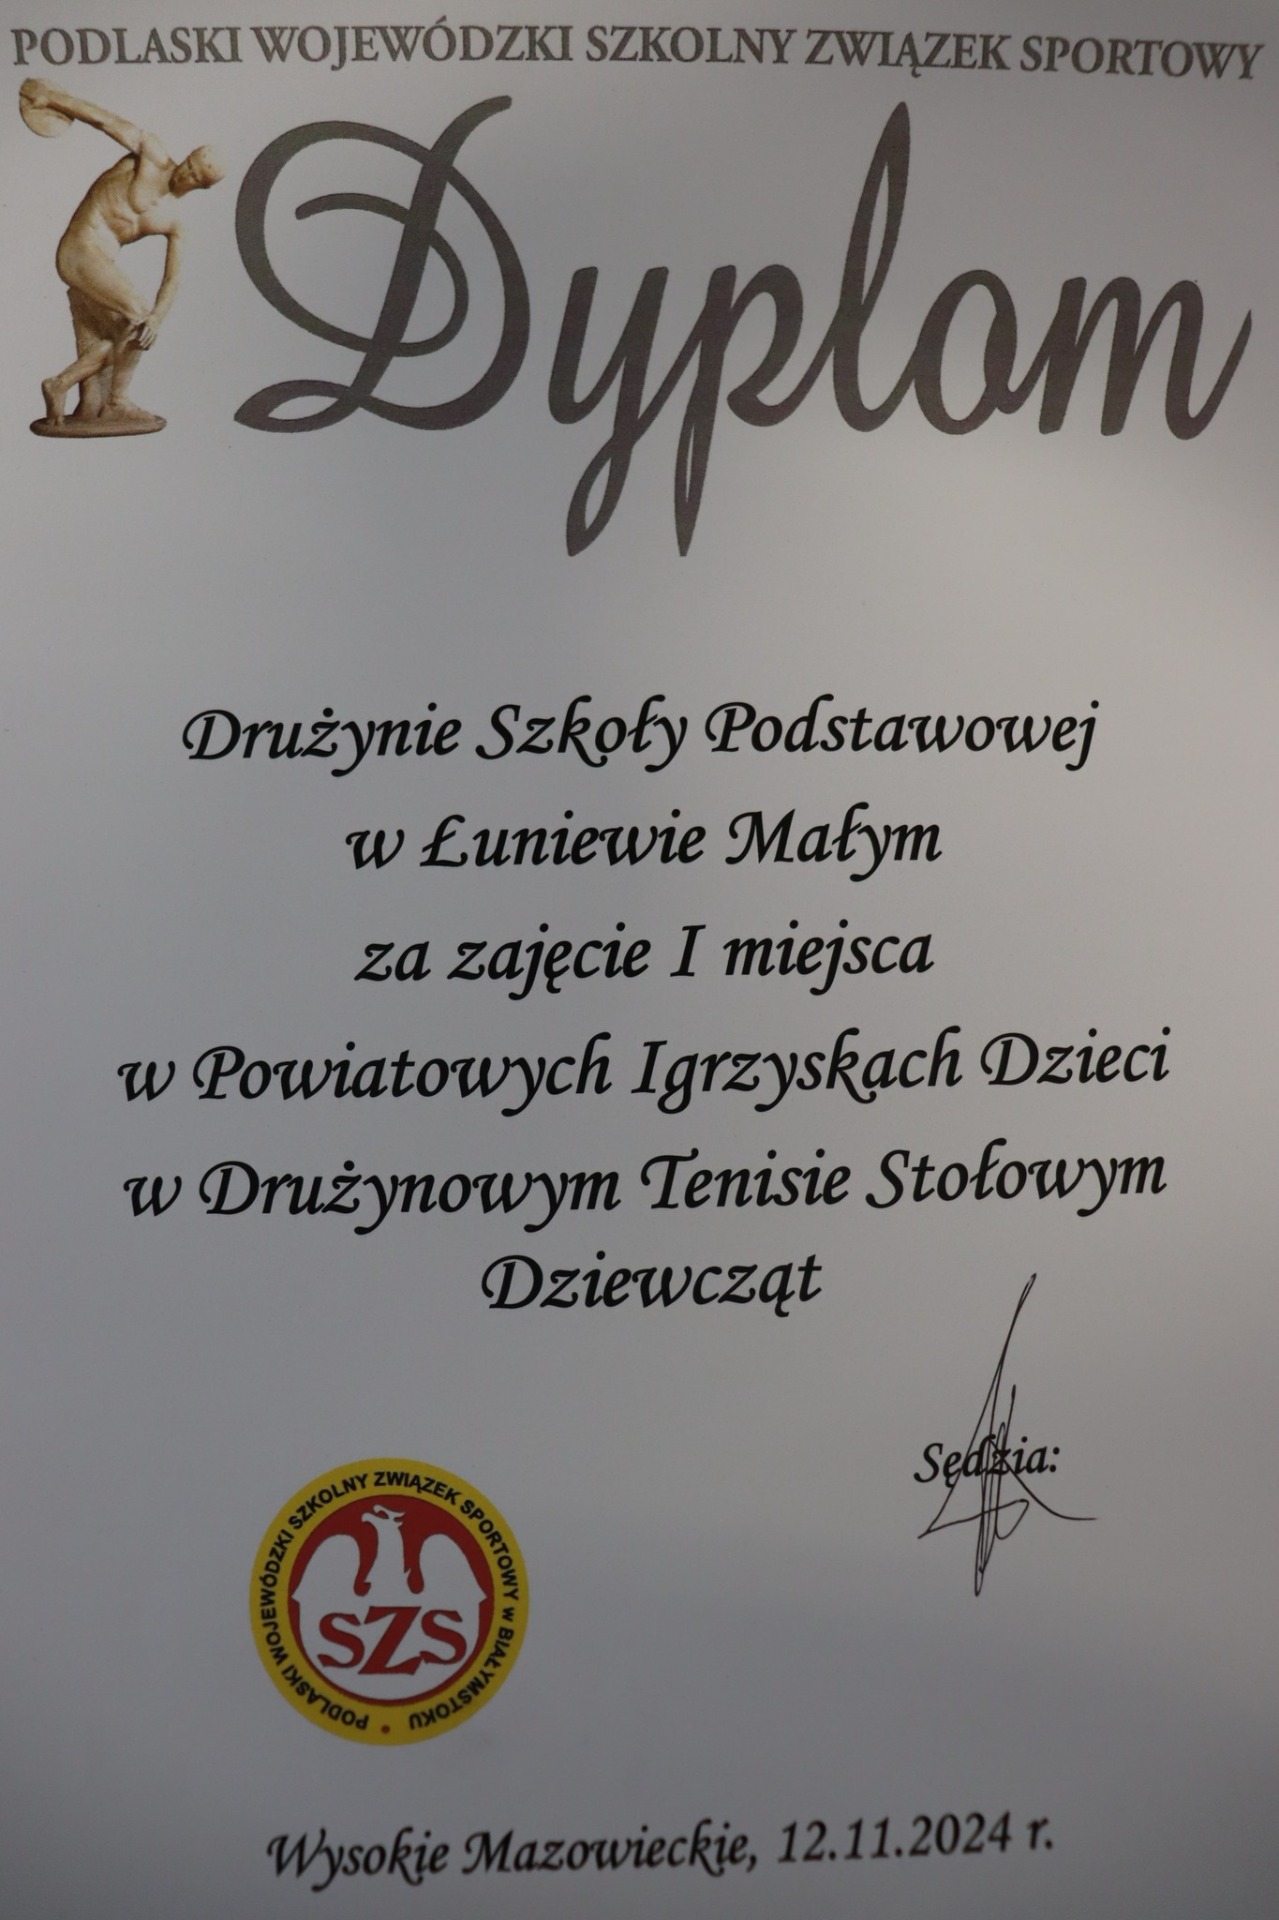 PODLASKI WOJEWÓDZKI SZKOLNY ZWIĄZEK SPORTOWY
Dyplom
Drużynie Szkoły Podstawowej
w Łuniewie Małym
za zajęcie I miejsca
w Powiatowych Igrzyskach Dzieci
w Drużynowym Tenisie Stołowym
Dziewcząt
Sędzia:
PODLASKI WOJEWÓDZKI SZKOLNY ZWIĄZEK SPORTOWY W BIAŁYMSTOKU
SZS
Wysokie Mazowieckie, 12.11.2024 r.